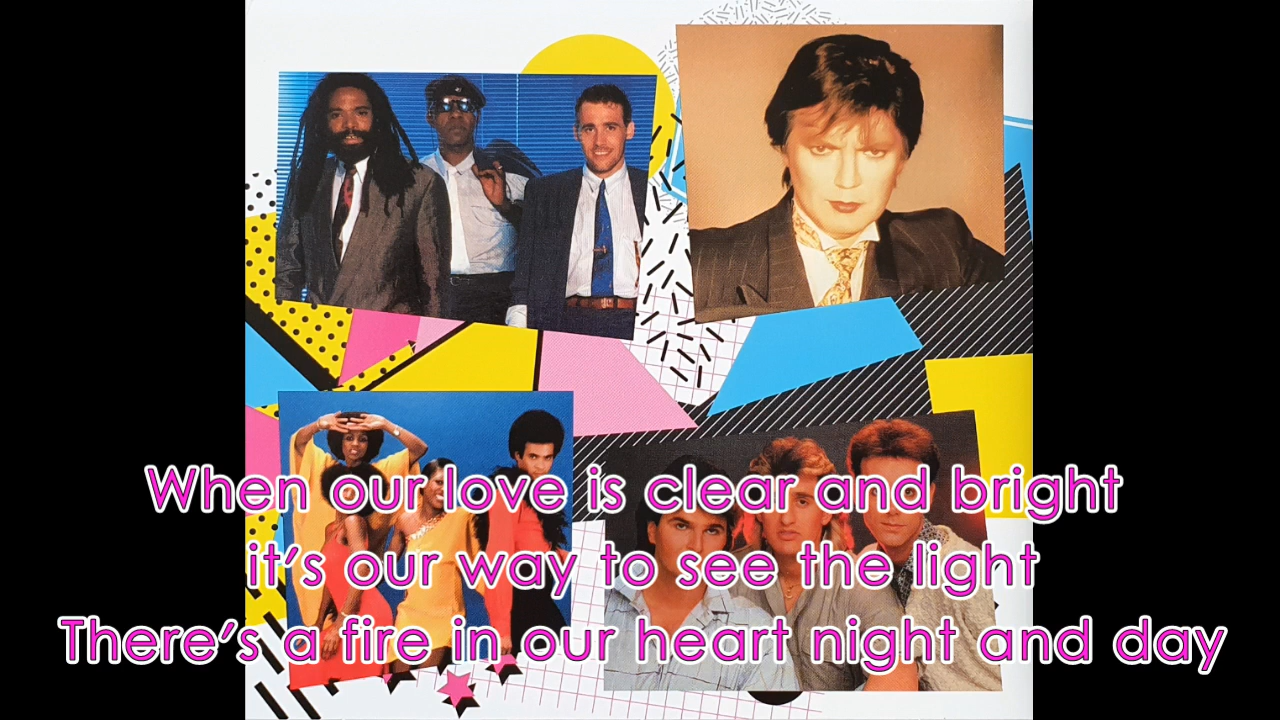 When our love is clear and bright
it's our way to see the light
There's a fire in our heart night and day